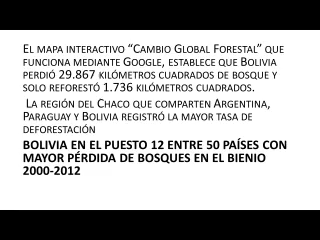 El mapa interactivo “Cambio Global Forestal” que
funciona mediante Google, establece que Bolivia
perdió 29.867 kilómetros cuadrados de bosque y
solo reforestó 1.736 kilómetros cuadrados.
La región del Chaco que comparten Argentina,
Paraguay y Bolivia registró la mayor tasa de
deforestación
BOLIVIA EN EL PUESTO 12 ENTRE 50 PAÍSES CON
MAYOR PÉRDIDA DE BOSQUES EN EL BIENIO
2000-2012